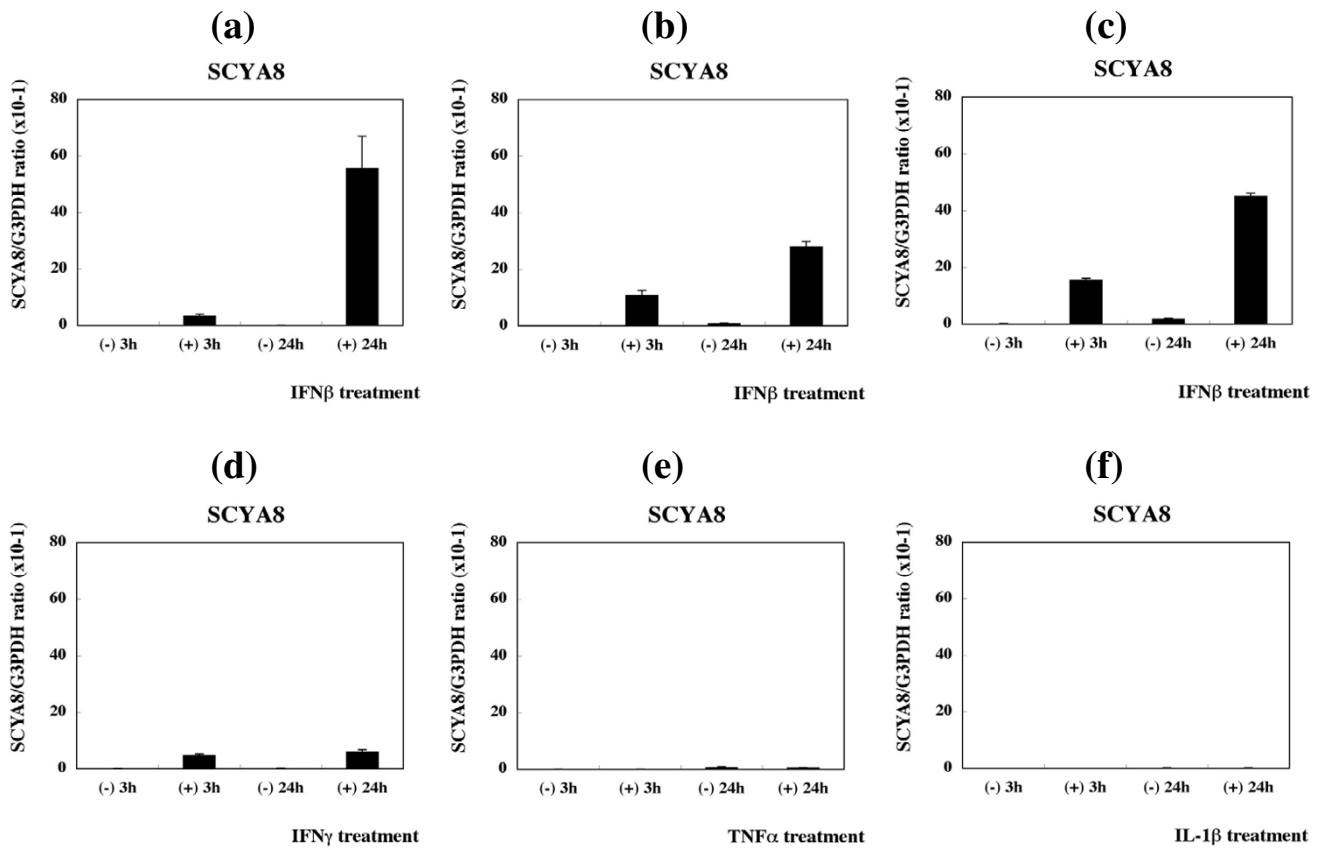 (a)
SCYA8
SCYA8/G3PDH ratio (x10-1)
80
60
40
20
0
(-) 3h (+) 3h (-) 24h (+) 24h
IFNβ treatment
(b)
SCYA8
SCYA8/G3PDH ratio (x10-1)
80
60
40
20
0
(-) 3h (+) 3h (-) 24h (+) 24h
IFNβ treatment
(c)
SCYA8
SCYA8/G3PDH ratio (x10-1)
80
60
40
20
0
(-) 3h (+) 3h (-) 24h (+) 24h
IFNβ treatment
(d)
SCYA8
SCYA8/G3PDH ratio (x10-1)
80
60
40
20
0
(-) 3h (+) 3h (-) 24h (+) 24h
IFNγ treatment
(e)
SCYA8
SCYA8/G3PDH ratio (x10-1)
80
60
40
20
0
(-) 3h (+) 3h (-) 24h (+) 24h
TNFα treatment
(f)
SCYA8
SCYA8/G3PDH ratio (x10-1)
80
60
40
20
0
(-) 3h (+) 3h (-) 24h (+) 24h
IL-1β treatment